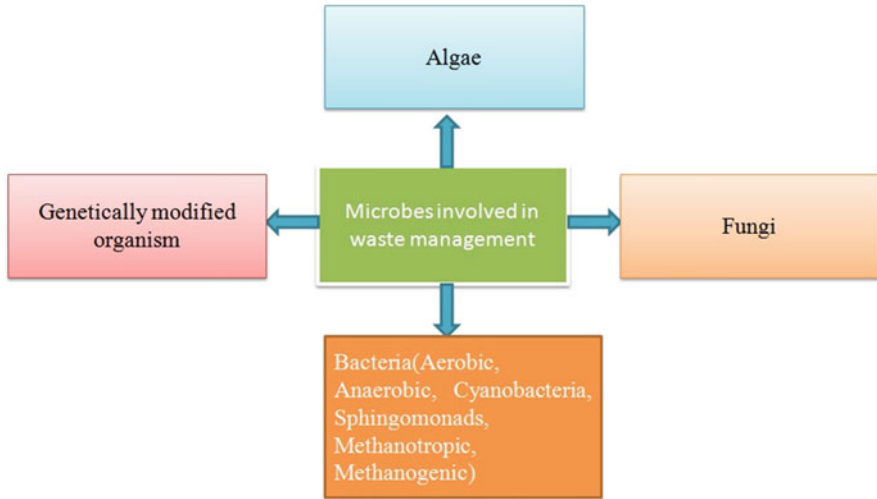 Algae
Genetically modified
organism
Microbes involved in
waste management
Fungi
Bacteria(Aerobic,
Anaerobic, Cyanobacteria,
Sphingomonads,
Methanotropic,
Methanogenic)